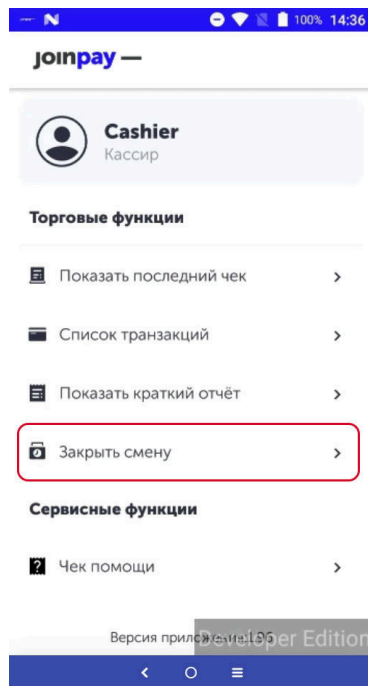 100% 14:36
joinpay —
Cashier
Кассир
Торговые функции
Показать последний чек
Список транзакций
Показать краткий отчёт
Закрыть смену
Сервисные функции
Чек помощи
Версия приложения
Developer Edition